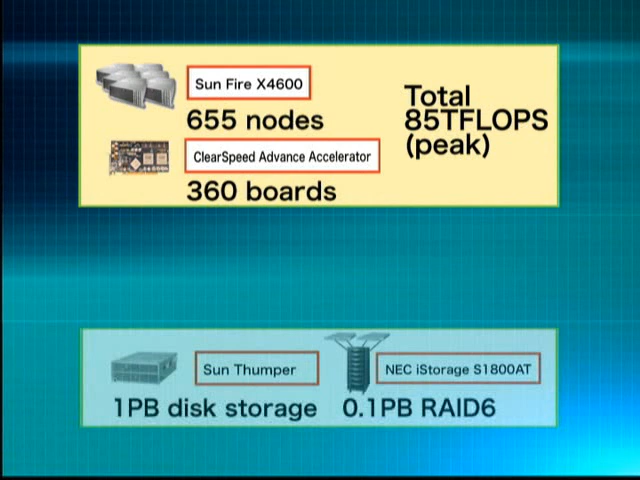 Sun Fire X4600
655 nodes
ClearSpeed Advance Accelerator
360 boards
Total
85TFLOPS
(peak)
Sun Thumper
1PB disk storage
NEC iStorage S1800AT
0.1PB RAID6